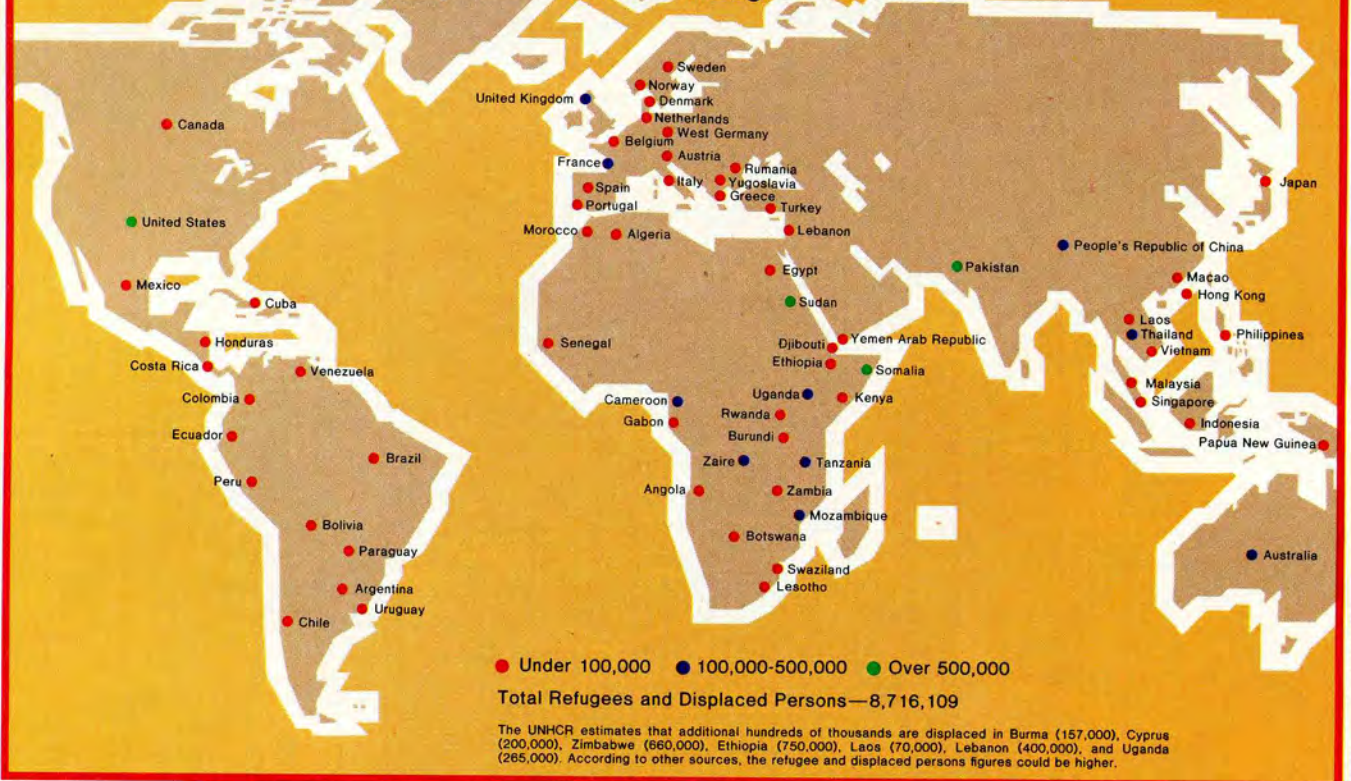 Sweden
Norway
United Kingdom
Denmark
Netherlands
Canada
West Germany
Belgium
Austria
France
Rumania
Italy
Yugoslavia
Japan
Spain
Greece
Portugal
Turkey
United States
Morocco
Algeria
Lebanon
People's Republic of China
Pakistan
Egypt
Macao
Mexico
Hong Kong
Cuba
Sudan
Laos
Thailand
Philippines
Honduras
Senegal
Djibouti
Yemen Arab Republic
Vietnam
Costa Rica
Venezuela
Ethiopia
Somalia
Malaysia
Colombia
Cameroon
Uganda
Kenya
Singapore
Gabon
Rwanda
Indonesia
Ecuador
Burundi
Papua New Guinea
Brazil
Zaire
Tanzania
Peru
Angola
Zambia
Mozambique
Bolivia
Botswana
Paraguay
Australia
Swaziland
Argentina
Lesotho
Uruguay
Chile
Under 100,000 100,000-500,000 Over 500,000
Total Refugees and Displaced Persons—8,716,109
The UNHCR estimates that additional hundreds of thousands are displaced in Burma (157,000), Cyprus
(200,000), Zimbabwe (660,000), Ethiopia (750,000), Laos (70,000), Lebanon (400,000), and Uganda
(265,000). According to other sources, the refugee and displaced persons figures could be higher.